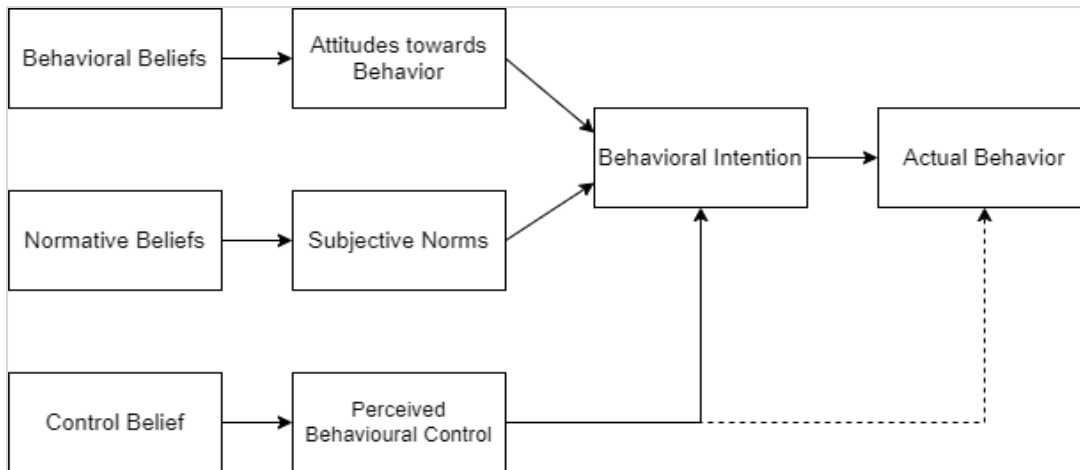 Behavioral Beliefs
Attitudes towards
Behavior
Behavioral Intention
Actual Behavior
Normative Beliefs
Subjective Norms
Control Belief
Perceived
Behavioural Control